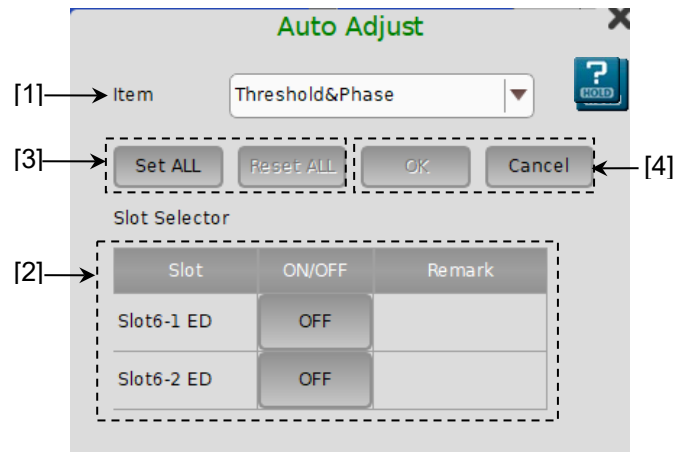 Auto Adjust
?
HOLD
[1] Item Threshold&Phase
[3] Set ALL Reset ALL OK Cancel [4]
Slot Selector
[2] Slot ON/OFF Remark
Slot6-1 ED OFF
Slot6-2 ED OFF